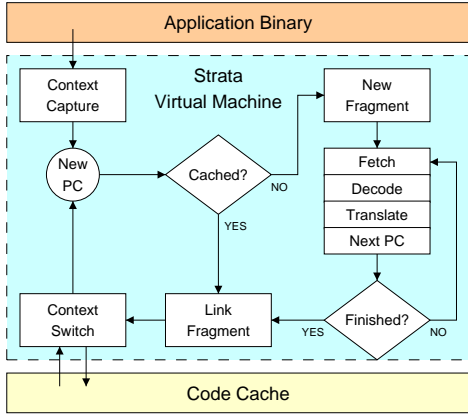 Application Binary
Strata
Virtual Machine
Context
Capture
New
Fragment
New
PC
Cached?
NO
YES
Fetch
Decode
Translate
Next PC
Context
Switch
Link
Fragment
YES
Finished?
NO
Code Cache